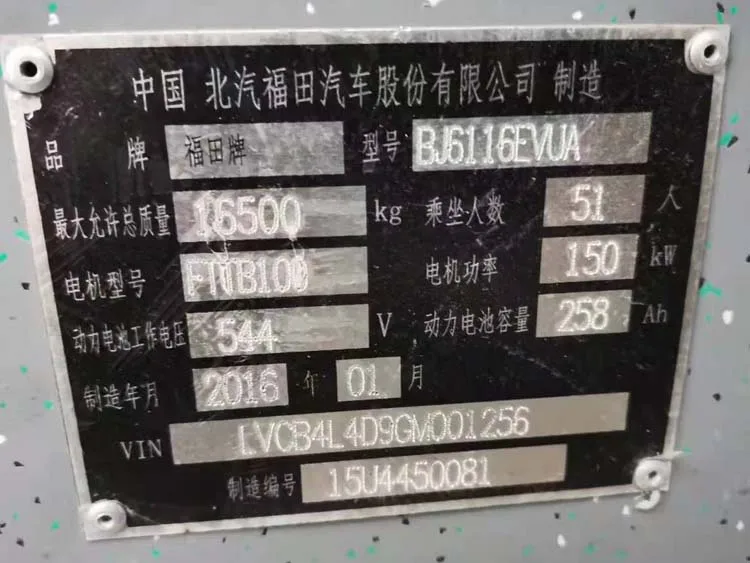 中国 北汽福田汽车股份有限公司 制造
品牌 福田牌 型号 BJ6116EVUA
最大允许总质量 16500 kg 乘坐人数 51 人
电机型号 FTTB100 电机功率 150 kW
动力电池工作电压 544 V 动力电池容量 258 Ah
制造年月 2016 年 01 月
VIN LVCB4L4D9GM001256
制造编号 15U4450081